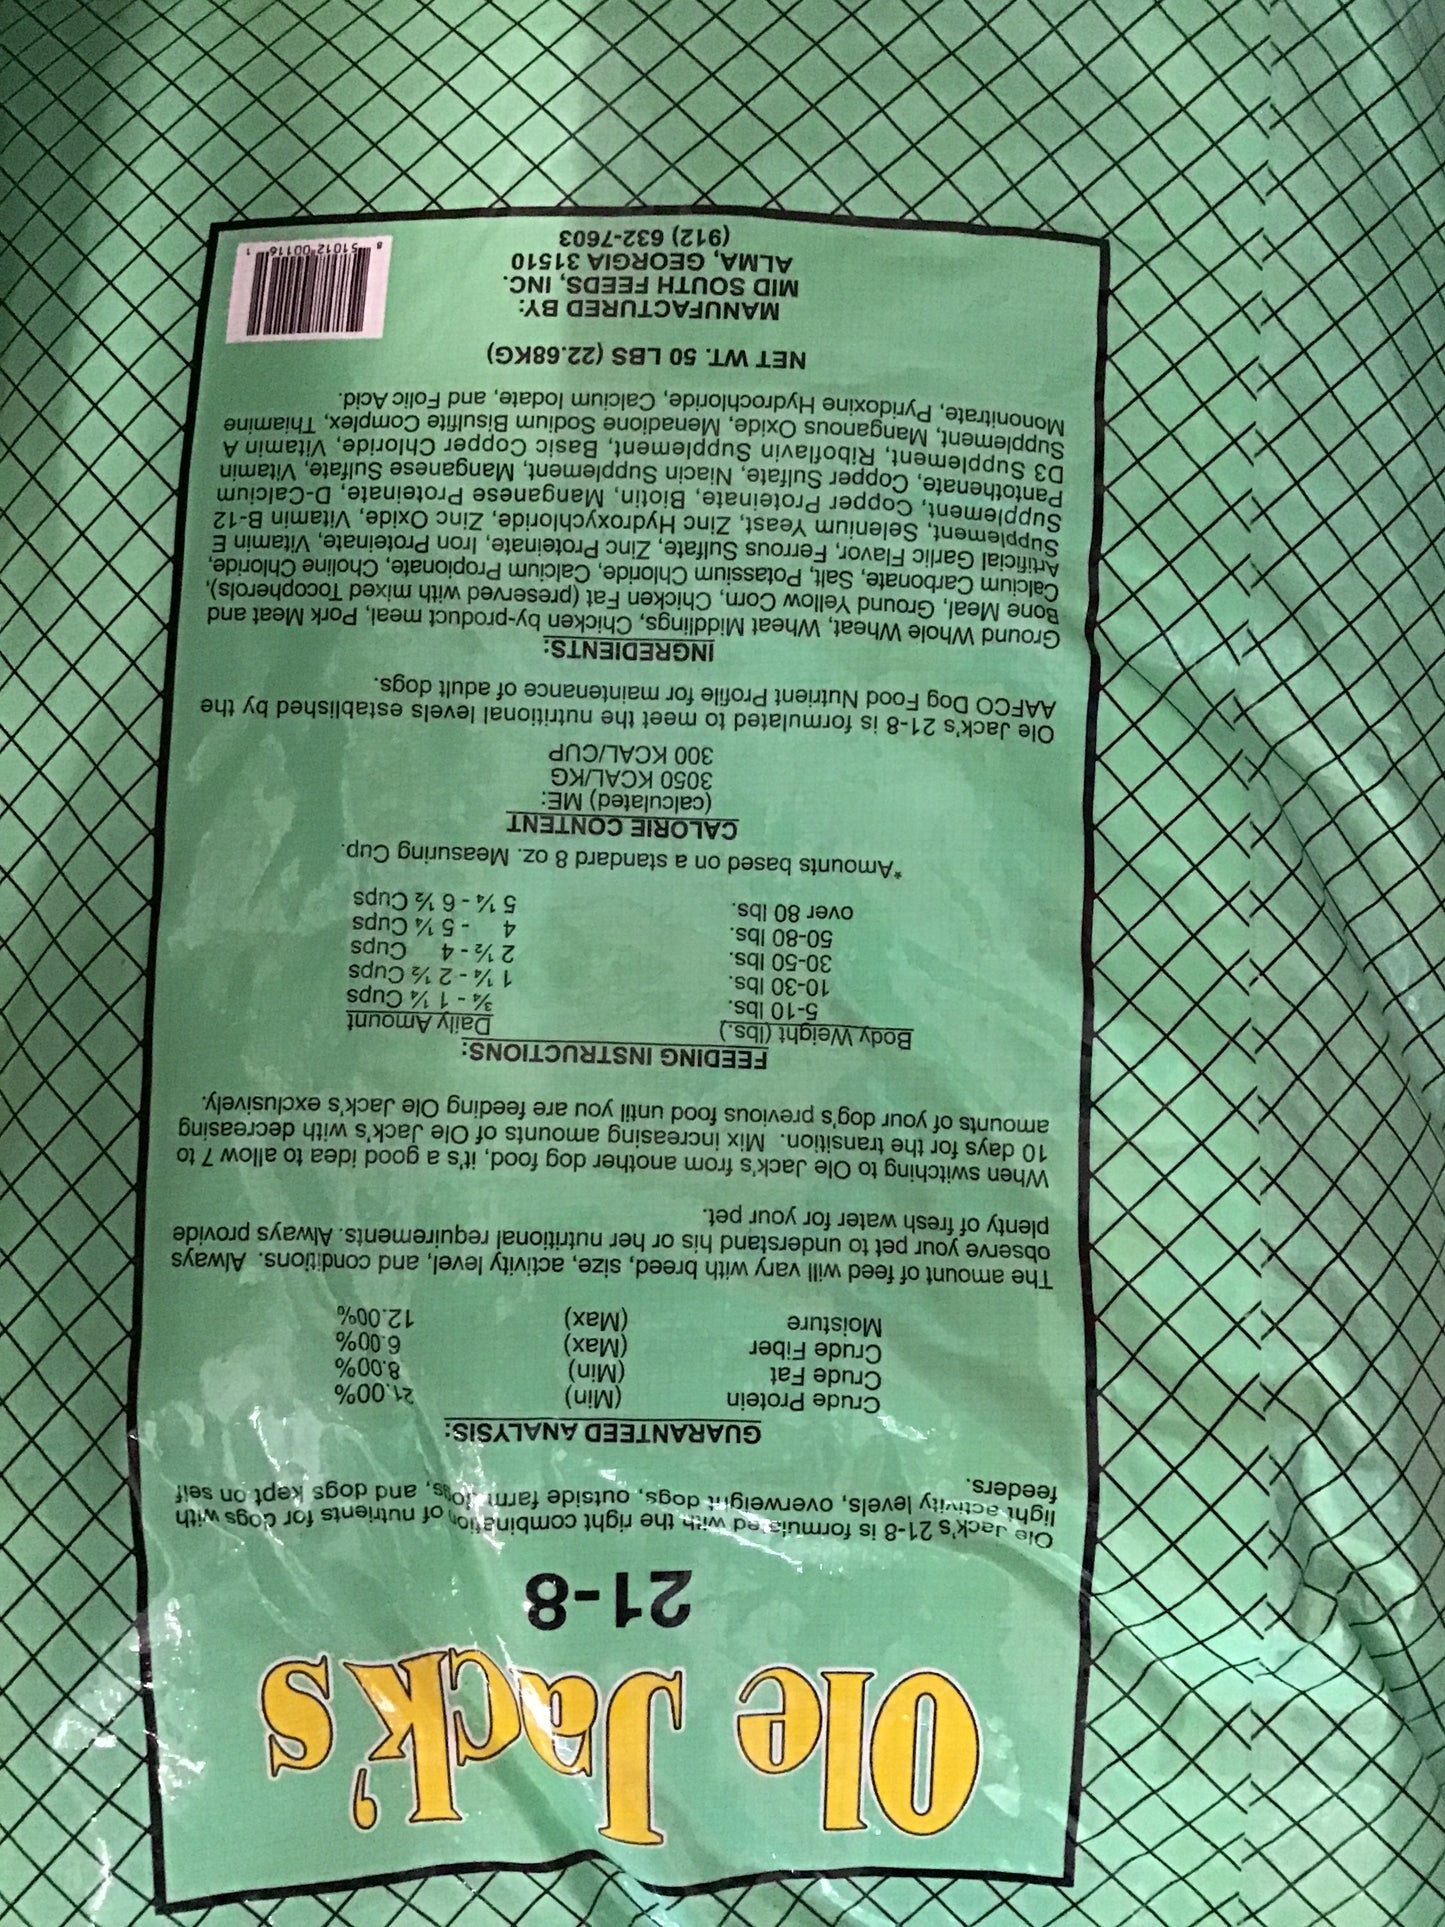 Ole Jack's
21-8
Ole Jack's 21-8 is formulated with the right combination of nutrients for dogs with
light activity levels, overweight dogs, outside farm dogs, and dogs kept on self
feeders.
GUARANTEED ANALYSIS:
Crude Protein (Min) 21.00%
Crude Fat (Min) 8.00%
Crude Fiber (Max) 6.00%
Moisture (Max) 12.00%
The amount of feed will vary with breed, size, activity level, and conditions. Always
observe your pet to understand his or her nutritional requirements. Always provide
plenty of fresh water for your pet.
When switching to Ole Jack's from another dog food, it's a good idea to allow 7 to
10 days for the transition. Mix increasing amounts of Ole Jack's with decreasing
amounts of your dog's previous food until you are feeding Ole Jack's exclusively.
FEEDING INSTRUCTIONS:
Body Weight (lbs.) Daily Amount
5-10 lbs. ¾ - 1 ¼ Cups
10-30 lbs. 1 ¼ - 2 ½ Cups
30-50 lbs. 2 ½ - 4 Cups
50-80 lbs. 4 - 5 ¼ Cups
over 80 lbs. 5 ¼ - 6 ½ Cups
*Amounts based on a standard 8 oz. Measuring Cup.
CALORIE CONTENT
(calculated) ME:
3050 KCAL/KG
300 KCAL/CUP
Ole Jack's 21-8 is formulated to meet the nutritional levels established by the
AAFCO Dog Food Nutrient Profile for maintenance of adult dogs.
INGREDIENTS:
Ground Whole Wheat, Wheat Middlings, Chicken by-product meal, Pork Meat and
Bone Meal, Ground Yellow Corn, Chicken Fat (preserved with mixed Tocopherols),
Calcium Carbonate, Salt, Potassium Chloride, Calcium Propionate, Choline Chloride,
Artificial Garlic Flavor, Ferrous Sulfate, Zinc Proteinate, Iron Proteinate, Vitamin E
Supplement, Selenium Yeast, Zinc Hydroxychloride, Zinc Oxide, Vitamin B-12
Supplement, Copper Proteinate, Biotin, Manganese Proteinate, D-Calcium
Pantothenate, Copper Sulfate, Niacin Supplement, Manganese Sulfate, Vitamin
D3 Supplement, Riboflavin Supplement, Basic Copper Chloride, Vitamin A
Supplement, Manganous Oxide, Menadione Sodium Bisulfite Complex, Thiamine
Mononitrate, Pyridoxine Hydrochloride, Calcium Iodate, and Folic Acid.
NET WT. 50 LBS (22.68KG)
MANUFACTURED BY:
MID SOUTH FEEDS, INC.
ALMA, GEORGIA 31510
(912) 632-7603
8 51012 00116 1